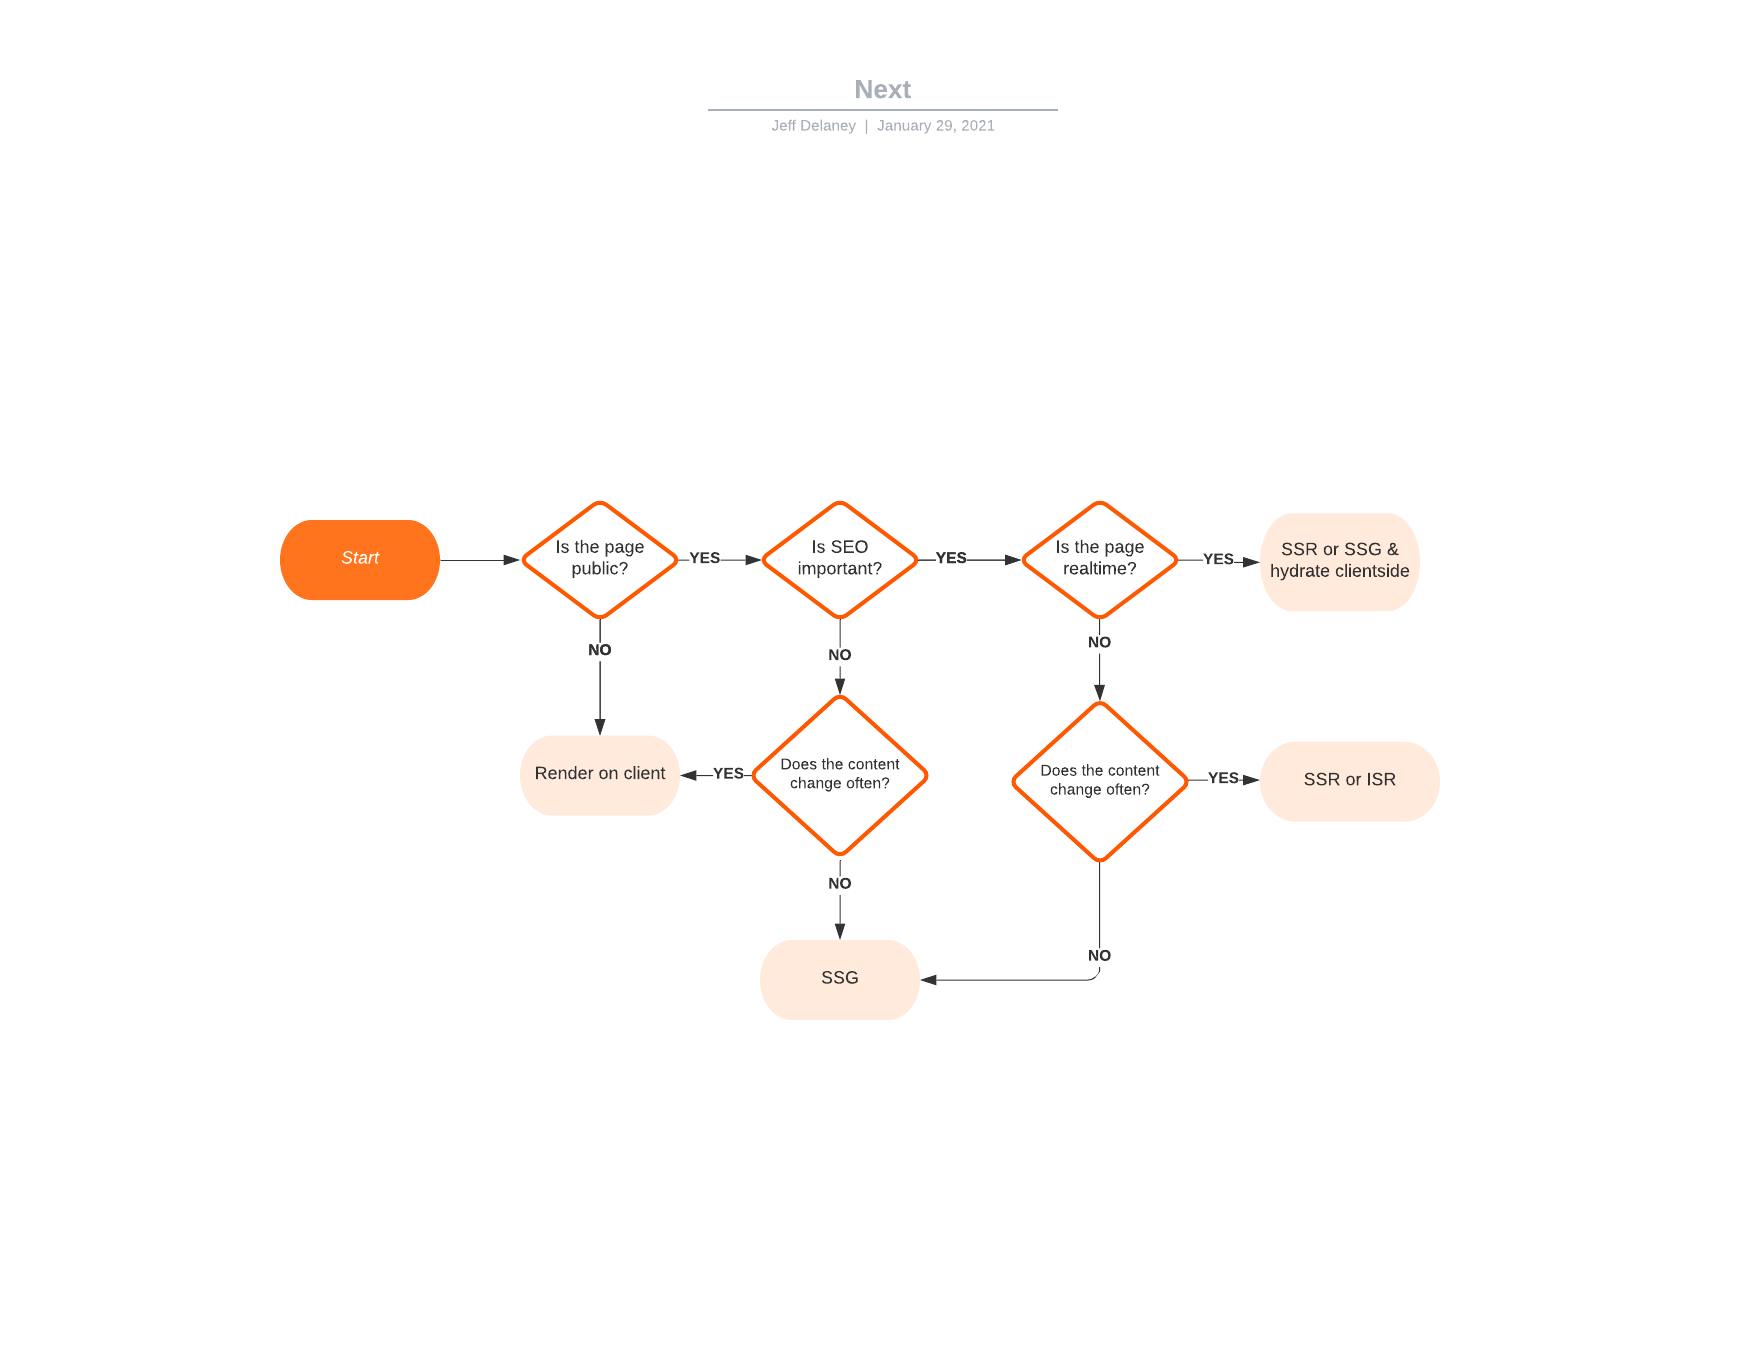 Next
Jeff Delaney | January 29, 2021
Start
Is the page
public?
YES
Is SEO
important?
YES
Is the page
realtime?
YES
SSR or SSG &
hydrate clientside
NO
NO
NO
Render on client
YES
Does the content
change often?
Does the content
change often?
YES
SSR or ISR
NO
NO
SSG